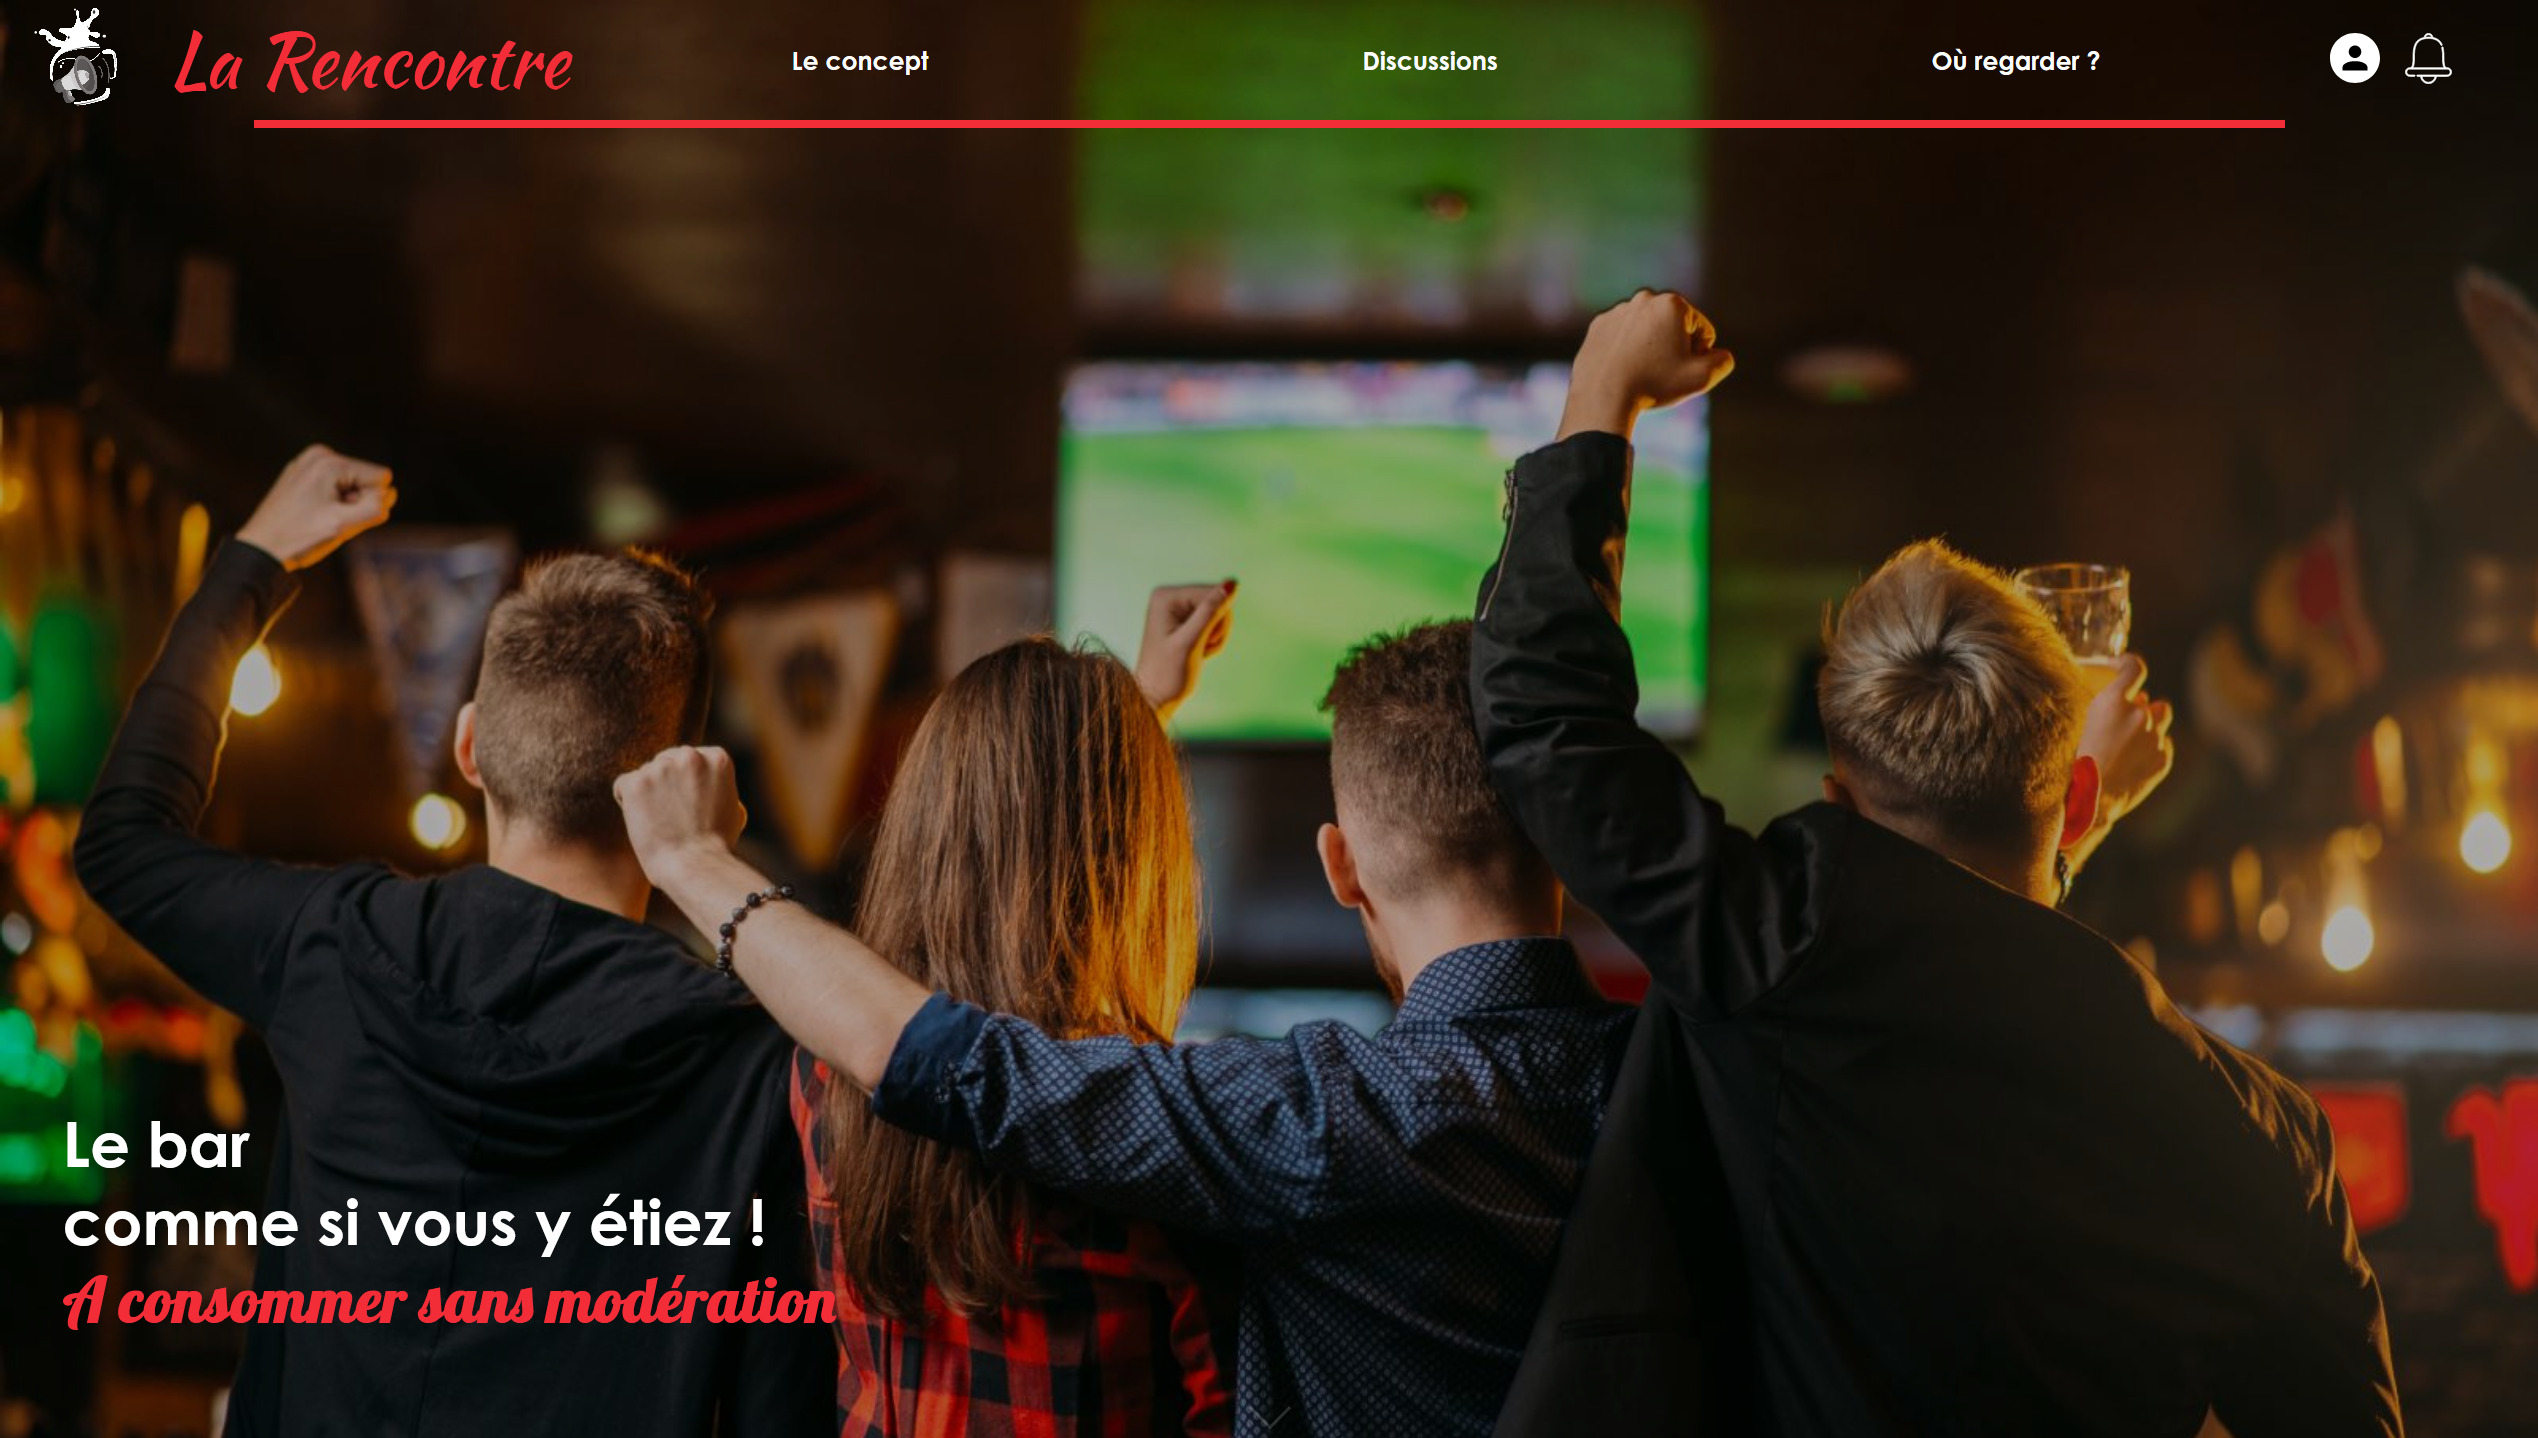 La Rencontre
Le concept
Discussions
Où regarder ?
Le bar
comme si vous y étiez !
A consommer sans modération